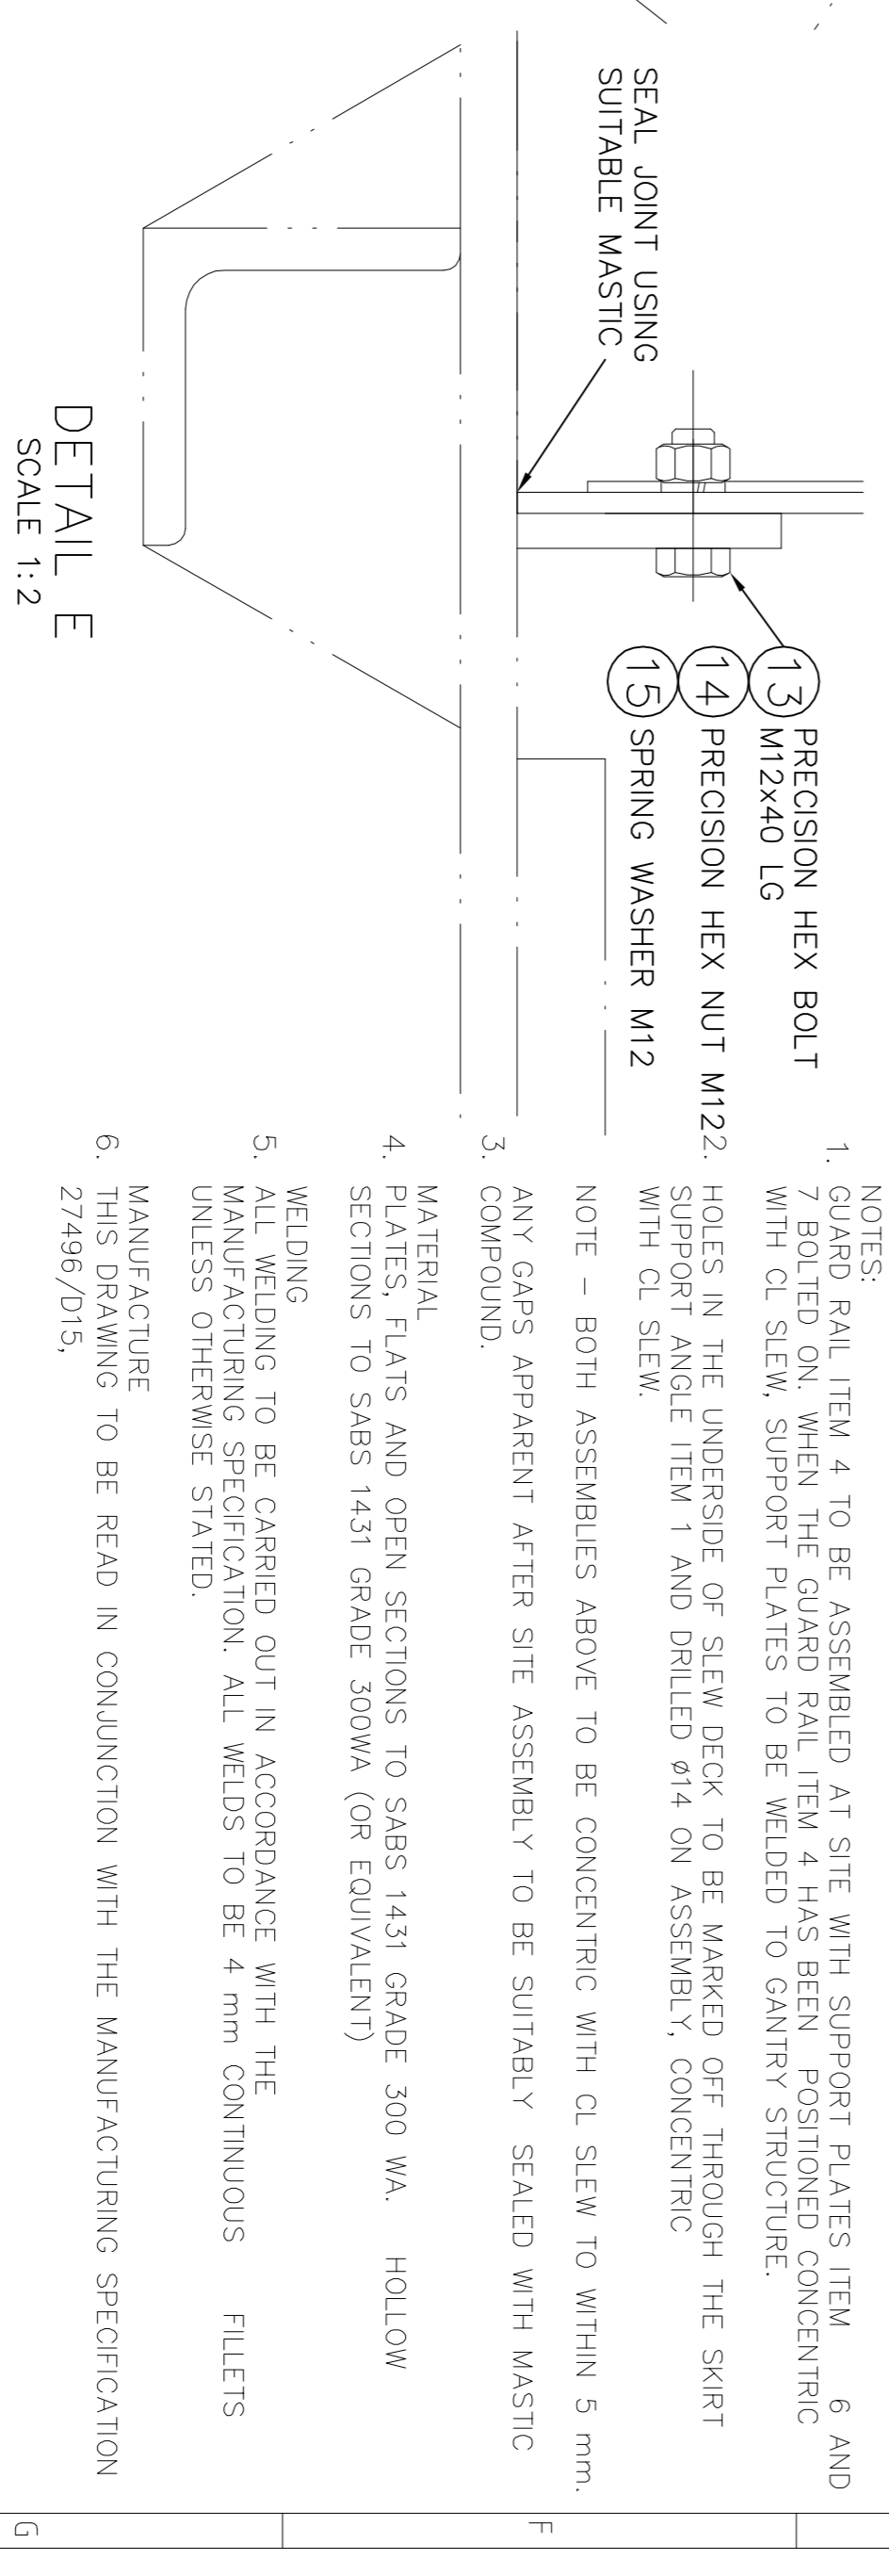 SEAL JOINT USING
SUITABLE MASTIC
13 PRECISION HEX BOLT
M12x40 LG
14 PRECISION HEX NUT M12
15 SPRING WASHER M12
DETAIL E
SCALE 1:2
NOTES:
1. GUARD RAIL ITEM 4 TO BE ASSEMBLED AT SITE WITH SUPPORT PLATES ITEM 6 AND
7 BOLTED ON. WHEN THE GUARD RAIL ITEM 4 HAS BEEN POSITIONED CONCENTRIC
WITH CL SLEW, SUPPORT PLATES TO BE WELDED TO GANTRY STRUCTURE.
2. HOLES IN THE UNDERSIDE OF SLEW DECK TO BE MARKED OFF THROUGH THE SKIRT
SUPPORT ANGLE ITEM 1 AND DRILLED ø14 ON ASSEMBLY, CONCENTRIC
WITH CL SLEW.
NOTE - BOTH ASSEMBLIES ABOVE TO BE CONCENTRIC WITH CL SLEW TO WITHIN 5 mm.
3. ANY GAPS APPARENT AFTER SITE ASSEMBLY TO BE SUITABLY SEALED WITH MASTIC
COMPOUND.
MATERIAL
4. PLATES, FLATS AND OPEN SECTIONS TO SABS 1431 GRADE 300 WA. HOLLOW
SECTIONS TO SABS 1431 GRADE 300WA (OR EQUIVALENT)
WELDING
5. ALL WELDING TO BE CARRIED OUT IN ACCORDANCE WITH THE
MANUFACTURING SPECIFICATION. ALL WELDS TO BE 4 mm CONTINUOUS FILLETS
UNLESS OTHERWISE STATED.
MANUFACTURE
6. THIS DRAWING TO BE READ IN CONJUNCTION WITH THE MANUFACTURING SPECIFICATION
27496/D15,
F
G